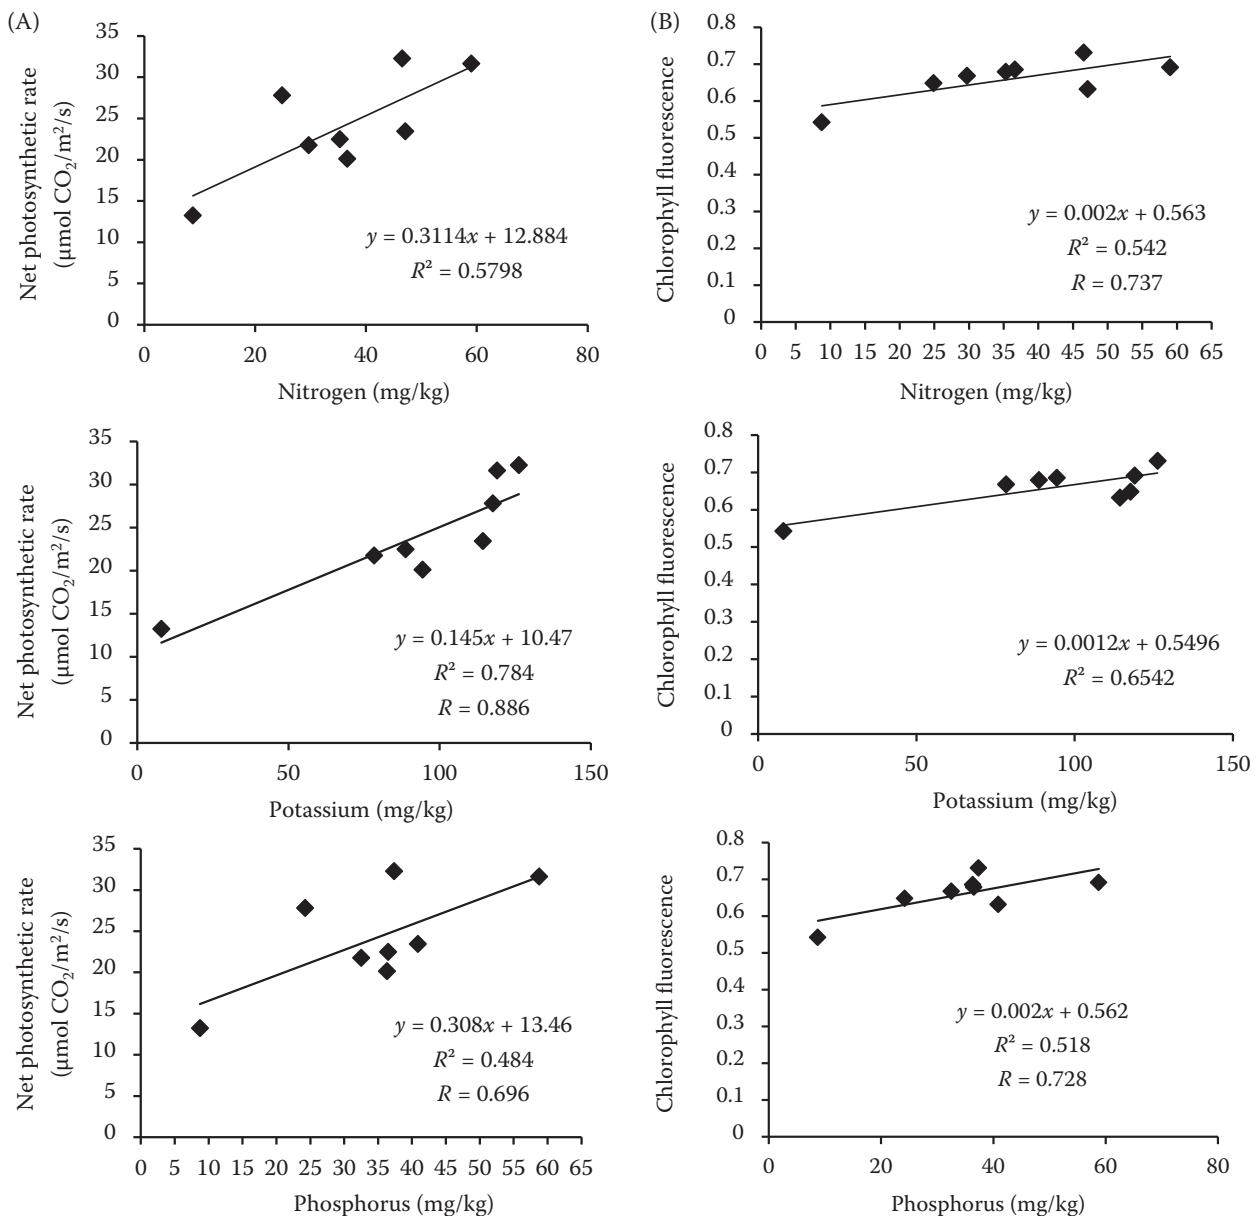 (A)
Net photosynthetic rate
(μmol CO₂/m²/s)
35
30
25
20
15
10
5
0
y = 0.3114x + 12.884
R² = 0.5798
0 20 40 60 80
Nitrogen (mg/kg)
(B)
Chlorophyll fluorescence
0.8
0.7
0.6
0.5
0.4
0.3
0.2
0.1
0
y = 0.002x + 0.563
R² = 0.542
R = 0.737
0 5 10 15 20 25 30 35 40 45 50 55 60 65
Nitrogen (mg/kg)
Net photosynthetic rate
(μmol CO₂/m²/s)
35
30
25
20
15
10
5
0
y = 0.145x + 10.47
R² = 0.784
R = 0.886
0 50 100 150
Potassium (mg/kg)
Chlorophyll fluorescence
0.8
0.7
0.6
0.5
0.4
0.3
0.2
0.1
0
y = 0.0012x + 0.5496
R² = 0.6542
0 50 100 150
Potassium (mg/kg)
Net photosynthetic rate
(μmol CO₂/m²/s)
35
30
25
20
15
10
5
0
y = 0.308x + 13.46
R² = 0.484
R = 0.696
0 5 10 15 20 25 30 35 40 45 50 55 60 65
Phosphorus (mg/kg)
Chlorophyll fluorescence
0.8
0.7
0.6
0.5
0.4
0.3
0.2
0.1
0
y = 0.002x + 0.562
R² = 0.518
R = 0.728
0 20 40 60 80
Phosphorus (mg/kg)